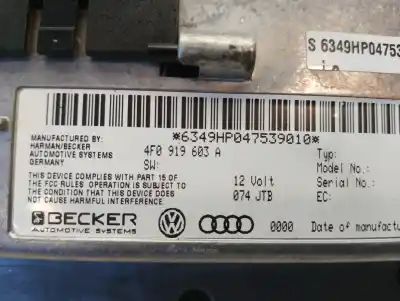 S 6349HP04753
*6349HP047539010*
MANUFACTURED BY:
HARMAN/BECKER
AUTOMOTIVE SYSTEMS
GERMANY
4F0 919 603 A
SW:
Typ:
Model No.:
Serial No.:
EC:
THIS DEVICE COMPLIES WITH PART 15 OF
THE FCC RULES OPERATION IS SUBJECT TO
THE CONDITION THAT THIS DEVICE DOES
NOT CAUSE HARMFUL INTERFERENCE
12 Volt
074 JTB
BECKER
AUTOMOTIVE SYSTEMS
0000
Date of manufactu